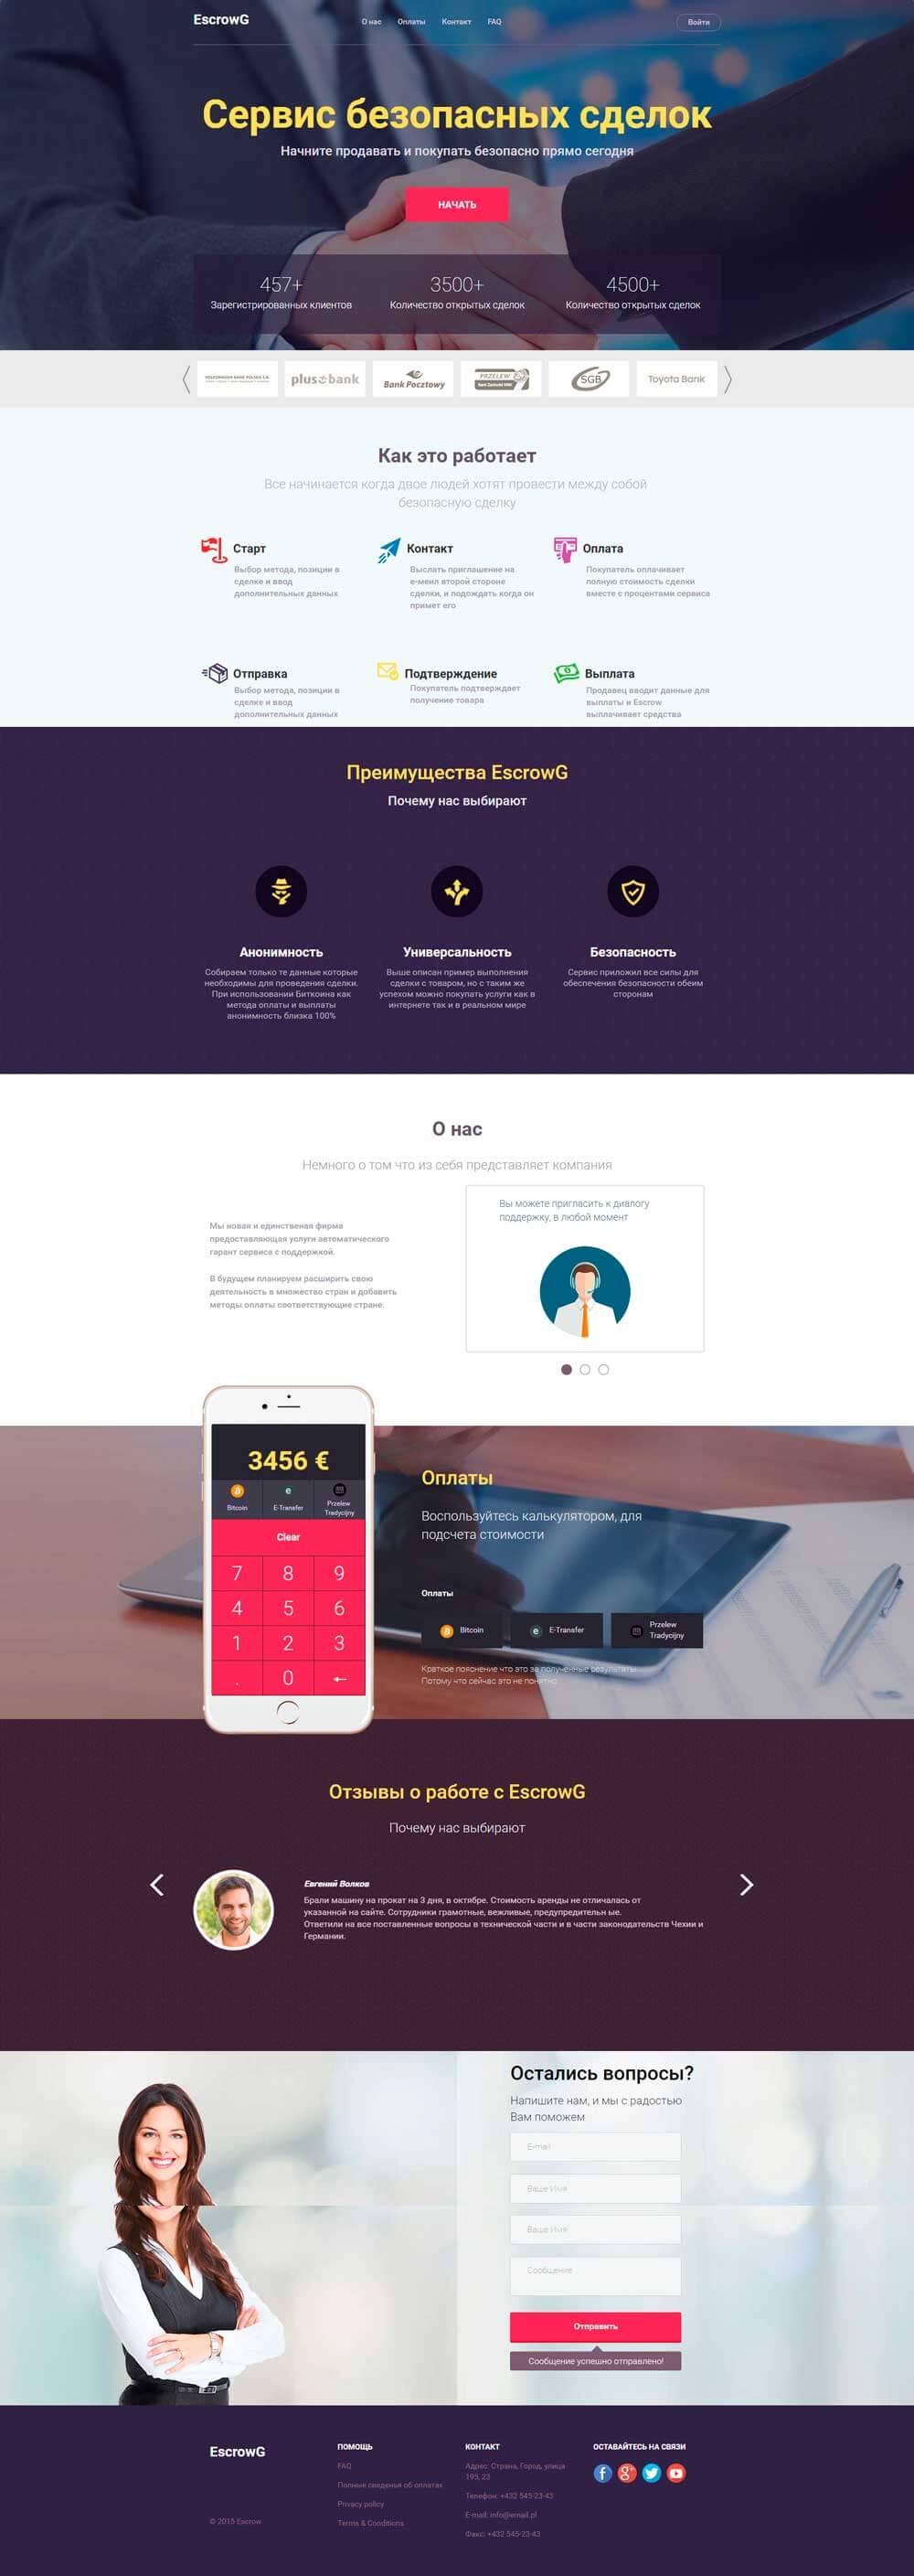 EscrowG
О нас Оплаты Контакт FAQ
Войти
Сервис безопасных сделок
Начните продавать и покупать безопасно прямо сегодня
НАЧАТЬ
457+ 3500+ 4500+
Зарегистрированных клиентов Количество открытых сделок Количество открытых сделок
VOLKSWAGEN BANK POLSKA S.A.
plus bank
Bank Pocztowy
PRZELEW
SGB
Toyota Bank
Как это работает
Все начинается когда двое людей хотят провести между собой
безопасную сделку
Старт
Выбор метода, позиции в
сделке и ввод
дополнительных данных
Контакт
Выслать приглашение на
е-меил второй стороне
сделки, и подождать когда он
примет его
Оплата
Покупатель оплачивает
полную стоимость сделки
вместе с процентами сервиса
Отправка
Выбор метода, позиции в
сделке и ввод
дополнительных данных
Подтверждение
Покупатель подтверждает
получение товара
Выплата
Продавец вводит данные для
выплаты и Escrow
выплачивает средства
Преимущества EscrowG
Почему нас выбирают
Анонимность
Собираем только те данные которые
необходимы для проведения сделки.
При использовании Биткоина как
метода оплаты и выплаты
анонимность близка 100%
Универсальность
Выше описан пример выполнения
сделки с товаром, но с таким же
успехом можно покупать услуги как в
интернете так и в реальном мире
Безопасность
Сервис приложил все силы для
обеспечения безопасности обеим
сторонам
О нас
Немного о том что из себя представляет компания
Мы новая и единственая фирма
предоставляющая услуги автоматического
гарант сервиса с поддержкой.
В будущем планируем расширить свою
деятельность в множество стран и добавить
методы оплаты соответствующие стране.
Вы можете пригласить к диалогу
поддержку, в любой момент
3456 €
Bitcoin E-Transfer Przelew
Tradycijny
Clear
7 8 9
4 5 6
1 2 3
. 0 ←
Оплаты
Воспользуйтесь калькулятором, для
подсчета стоимости
Оплаты
Bitcoin
E-Transfer
Przelew
Tradycijny
Краткое пояснение что это за полученные результаты.
Потому что сейчас это не понятно
Отзывы о работе с EscrowG
Почему нас выбирают
Евгений Волков
Брали машину на прокат на 3 дня, в октябре. Стоимость аренды не отличалась от
указанной на сайте. Сотрудники грамотные, вежливые, предупредительн ые.
Ответили на все поставленные вопросы в технической части и в части законодательств Чехии и
Германии.
Остались вопросы?
Напишите нам, и мы с радостью
Вам поможем
E-mail
Ваше Имя
Ваше Имя
Сообщение
Отправить
Сообщение успешно отправлено!
EscrowG
© 2015 Escrow
ПОМОЩЬ
FAQ
Полные сведенья об оплатах
Privacy policy
Terms & Conditions
КОНТАКТ
Адрес: Страна, Город, улица
195, 23
Телефон: +432 545-23-43
E-mail: info@email.pl
Факс: +432 545-23-43
ОСТАВАЙТЕСЬ НА СВЯЗИ